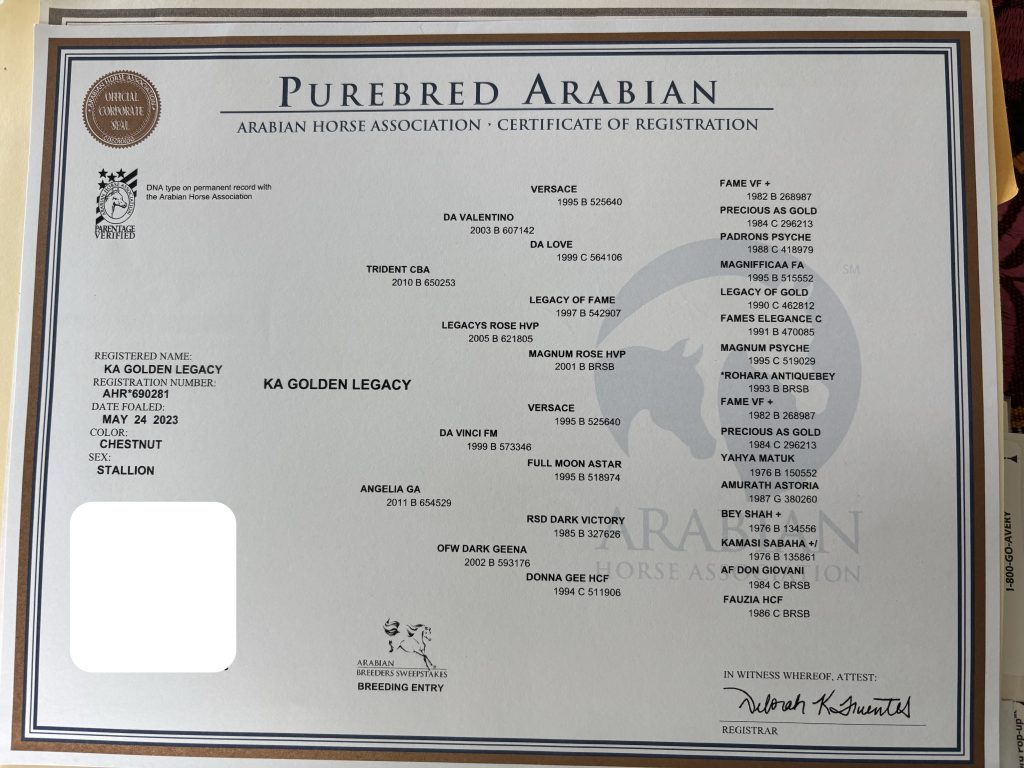 PUREBRED ARABIAN
ARABIAN HORSE ASSOCIATION · CERTIFICATE OF REGISTRATION
ARABIAN HORSE ASSOCIATION
OFFICIAL
CORPORATE
SEAL
DNA type on permanent record with
the Arabian Horse Association
PARENTAGE
VERIFIED
REGISTERED NAME:
KA GOLDEN LEGACY
REGISTRATION NUMBER:
AHR*690281
DATE FOALED:
MAY 24 2023
COLOR:
CHESTNUT
SEX:
STALLION
KA GOLDEN LEGACY
TRIDENT CBA
2010 B 650253
ANGELIA GA
2011 B 654529
DA VALENTINO
2003 B 607142
LEGACYS ROSE HVP
2005 B 621805
DA VINCI FM
1999 B 573346
OFW DARK GEENA
2002 B 593176
VERSACE
1995 B 525640
DA LOVE
1999 C 564106
LEGACY OF FAME
1997 B 542907
MAGNUM ROSE HVP
2001 B BRSB
VERSACE
1995 B 525640
FULL MOON ASTAR
1995 B 518974
RSD DARK VICTORY
1985 B 327626
DONNA GEE HCF
1994 C 511906
FAME VF +
1982 B 268987
PRECIOUS AS GOLD
1984 C 296213
PADRONS PSYCHE
1988 C 418979
MAGNIFFICAA FA
1995 B 515552
LEGACY OF GOLD
1990 C 462812
FAMES ELEGANCE C
1991 B 470085
MAGNUM PSYCHE
1995 C 519029
*ROHARA ANTIQUEBEY
1993 B BRSB
FAME VF +
1982 B 268987
PRECIOUS AS GOLD
1984 C 296213
YAHYA MATUK
1976 B 150552
AMURATH ASTORIA
1987 G 380260
BEY SHAH +
1976 B 134556
KAMASI SABAHA +/
1976 B 135861
AF DON GIOVANI
1984 C BRSB
FAUZIA HCF
1986 C BRSB
SM
ARABIAN
HORSE ASSOCIATION
ARABIAN
BREEDERS SWEEPSTAKES
BREEDING ENTRY
IN WITNESS WHEREOF, ATTEST:
Deborah K Fuentes
REGISTRAR
1-800-GO-AVERY